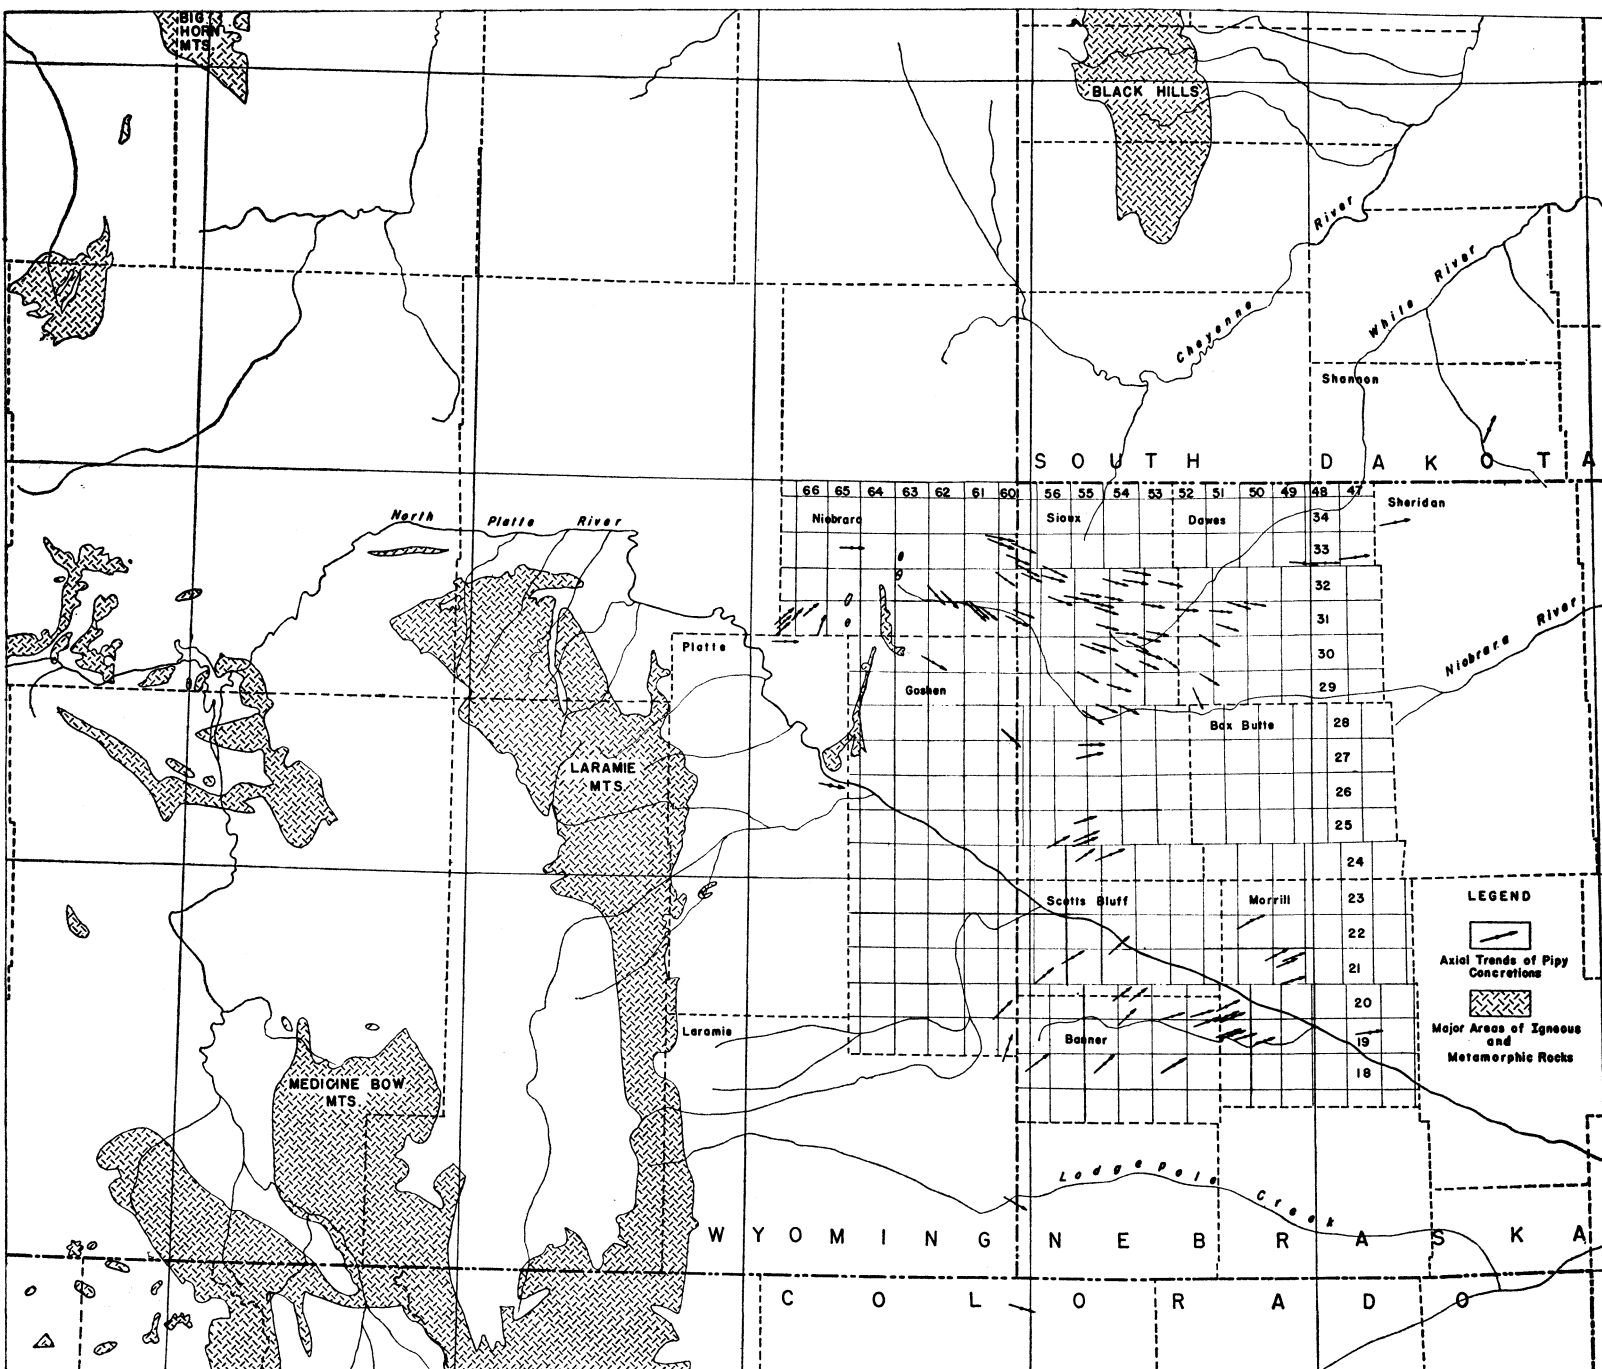 BIG
HORN
MTS.
BLACK HILLS
Cheyenne River
White River
Shannon
SOUTH DAKOTA
66 65 64 63 62 61 60 56 55 54 53 52 51 50 49 48 47
Niobrara
Sioux
Dawes
Sheridan
North Platte River
34
33
32
31
30
29
28
27
26
25
24
23
22
21
20
19
18
Platte
Goshen
Box Butte
Niobrara River
LARAMIE
MTS.
Scotts Bluff
Morrill
LEGEND
Axial Trends of Pipy
Concretions
Major Areas of Igneous
and
Metamorphic Rocks
Laramie
Banner
MEDICINE BOW
MTS.
Lodgepole Creek
WYOMING
NEBRASKA
COLORADO